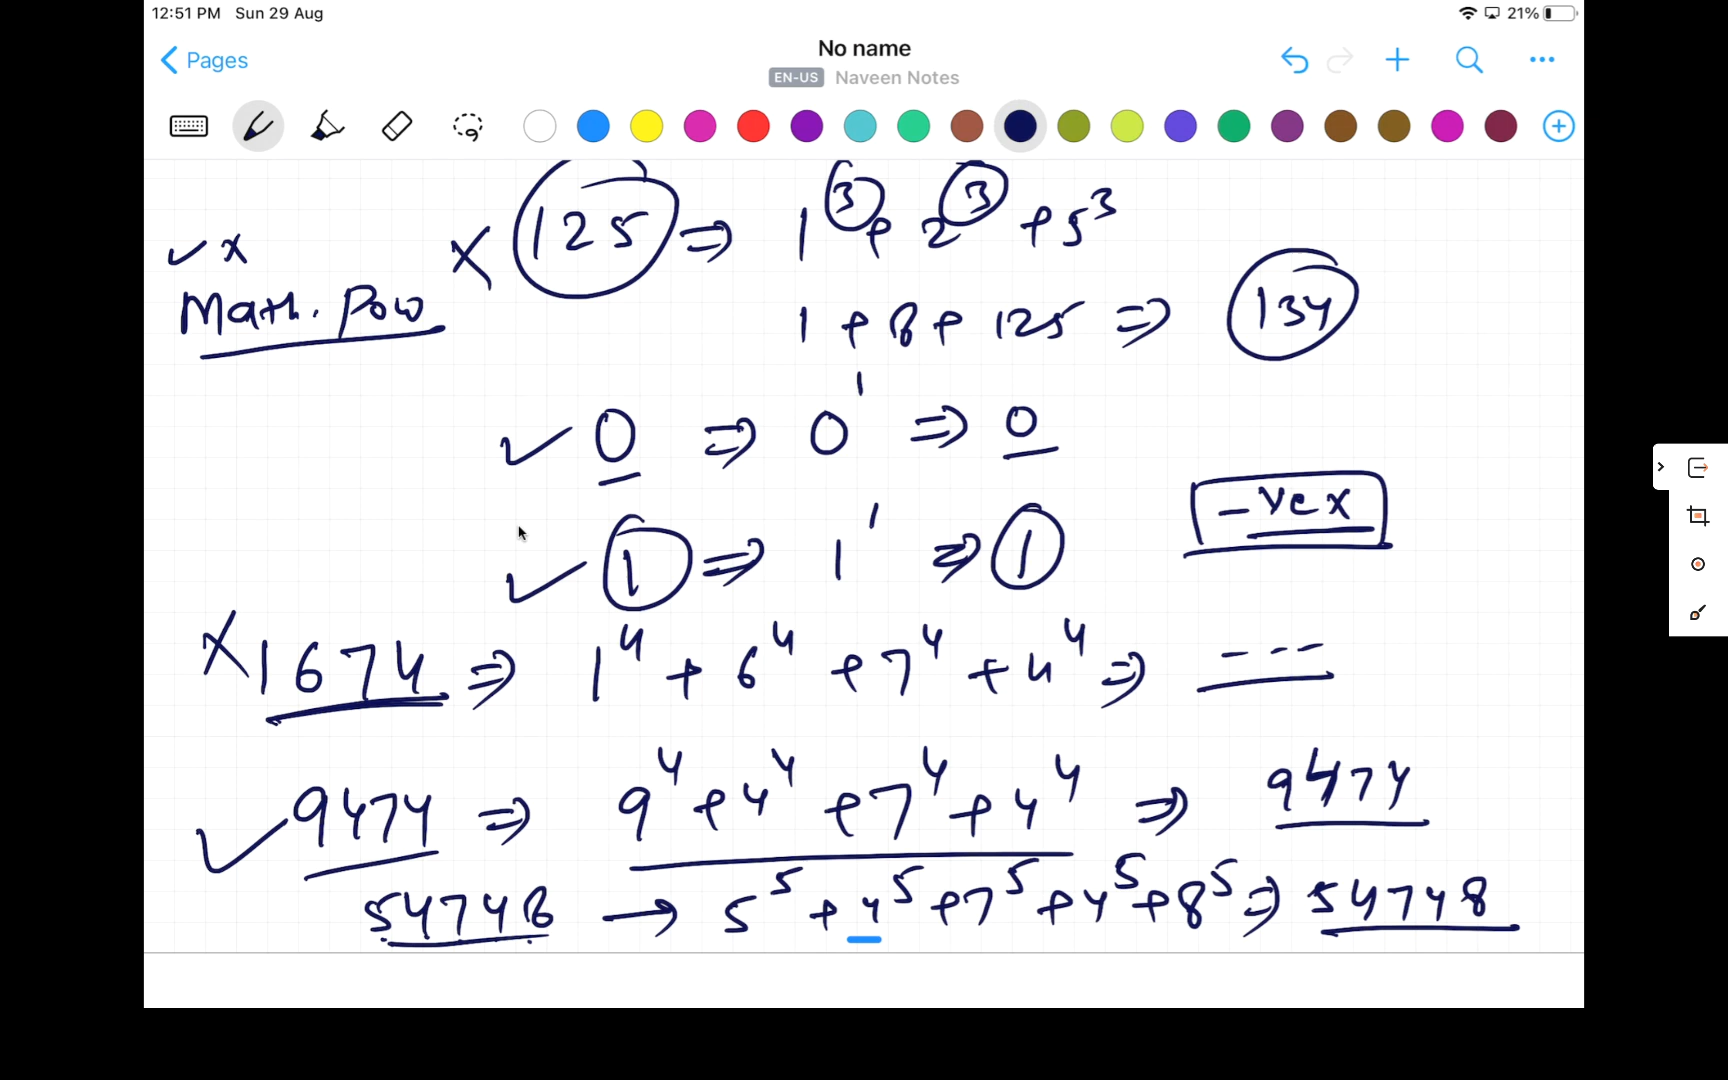 12:51 PM Sun 29 Aug
21%
Pages
No name
EN-US Naveen Notes
✓ x
Math. Pow
X 125 ⇒ 1³ + 2³ + 5³
1 + 8 + 125 ⇒ 134
✓ 0 ⇒ 0¹ ⇒ 0
✓ 1 ⇒ 1¹ ⇒ 1
-ve x
X 1674 ⇒ 1⁴ + 6⁴ + 7⁴ + 4⁴ ⇒ ---
✓ 9474 ⇒ 9⁴ + 4⁴ + 7⁴ + 4⁴ ⇒ 9474
54748 → 5⁵ + 4⁵ + 7⁵ + 4⁵ + 8⁵ ⇒ 54748